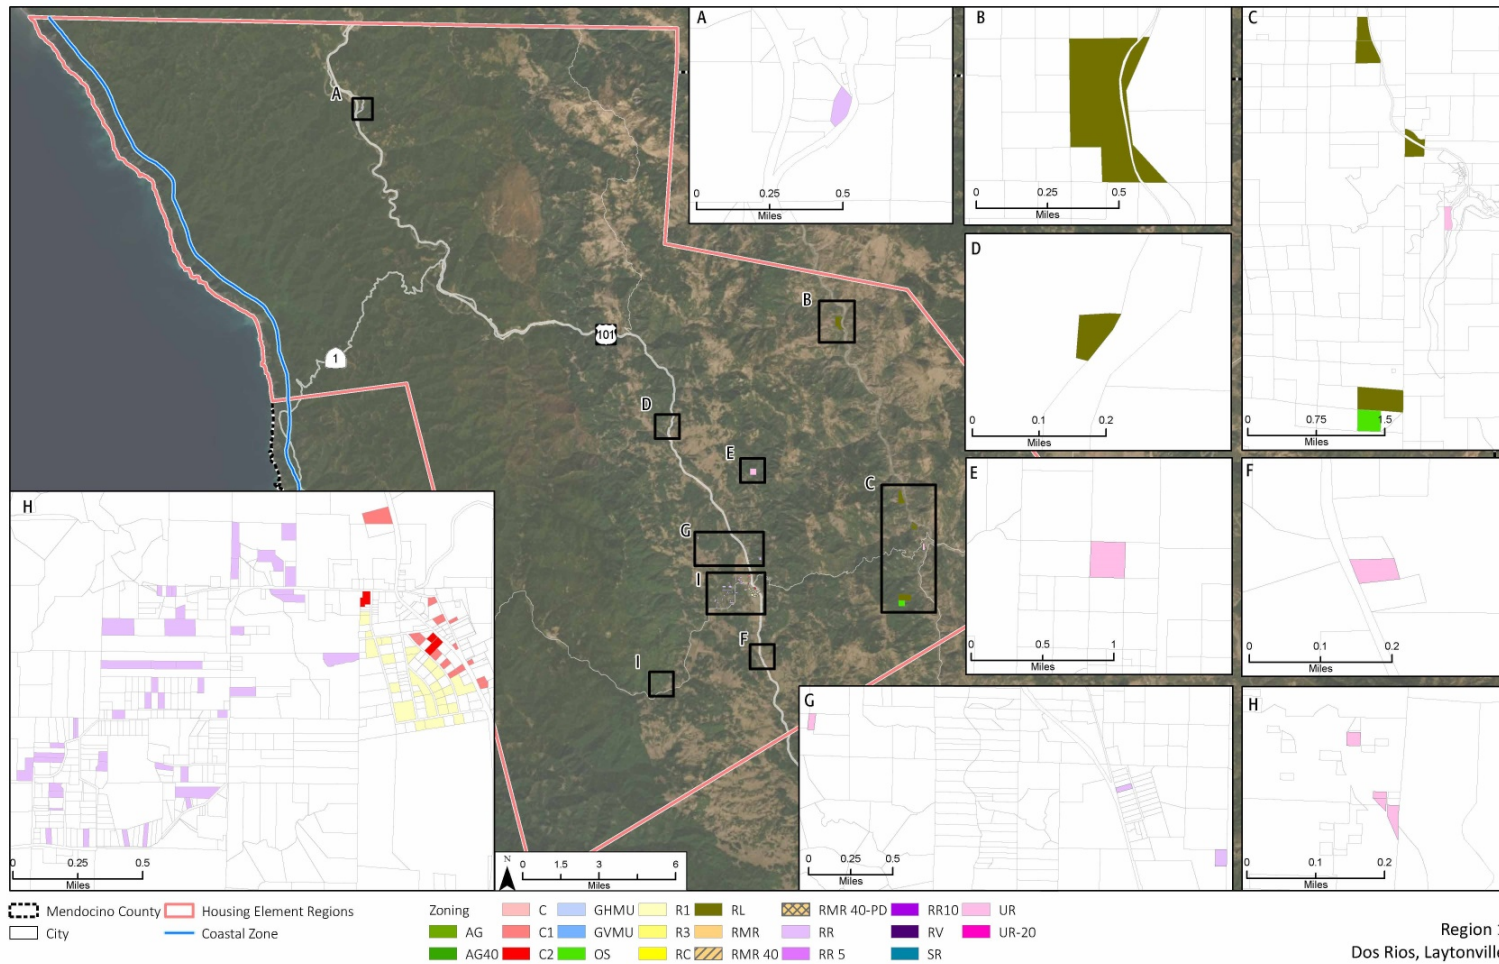 A
B
C
D
E
F
G
H
I
I
1
101
A
0 0.25 0.5
Miles
B
0 0.25 0.5
Miles
C
0 0.75 1.5
Miles
D
0 0.1 0.2
Miles
E
0 0.5 1
Miles
F
0 0.1 0.2
Miles
G
0 0.25 0.5
Miles
H
0 0.1 0.2
Miles
H
0 0.25 0.5
Miles
N
0 1.5 3 6
Miles
Mendocino County
City
Housing Element Regions
Coastal Zone
Zoning
AG
AG40
C
C1
C2
GHMU
GVMU
OS
R1
R3
RC
RL
RMR
RMR 40
RMR 40-PD
RR
RR 5
RR10
RV
SR
UR
UR-20
Region
Dos Rios, Laytonville